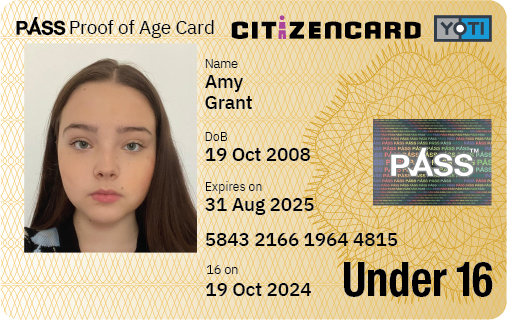 PASS Proof of Age Card
CITiZENCARD
YOTI
Name
Amy
Grant
DoB
19 Oct 2008
Expires on
31 Aug 2025
5843 2166 1964 4815
16 on
19 Oct 2024
PASS
Under 16